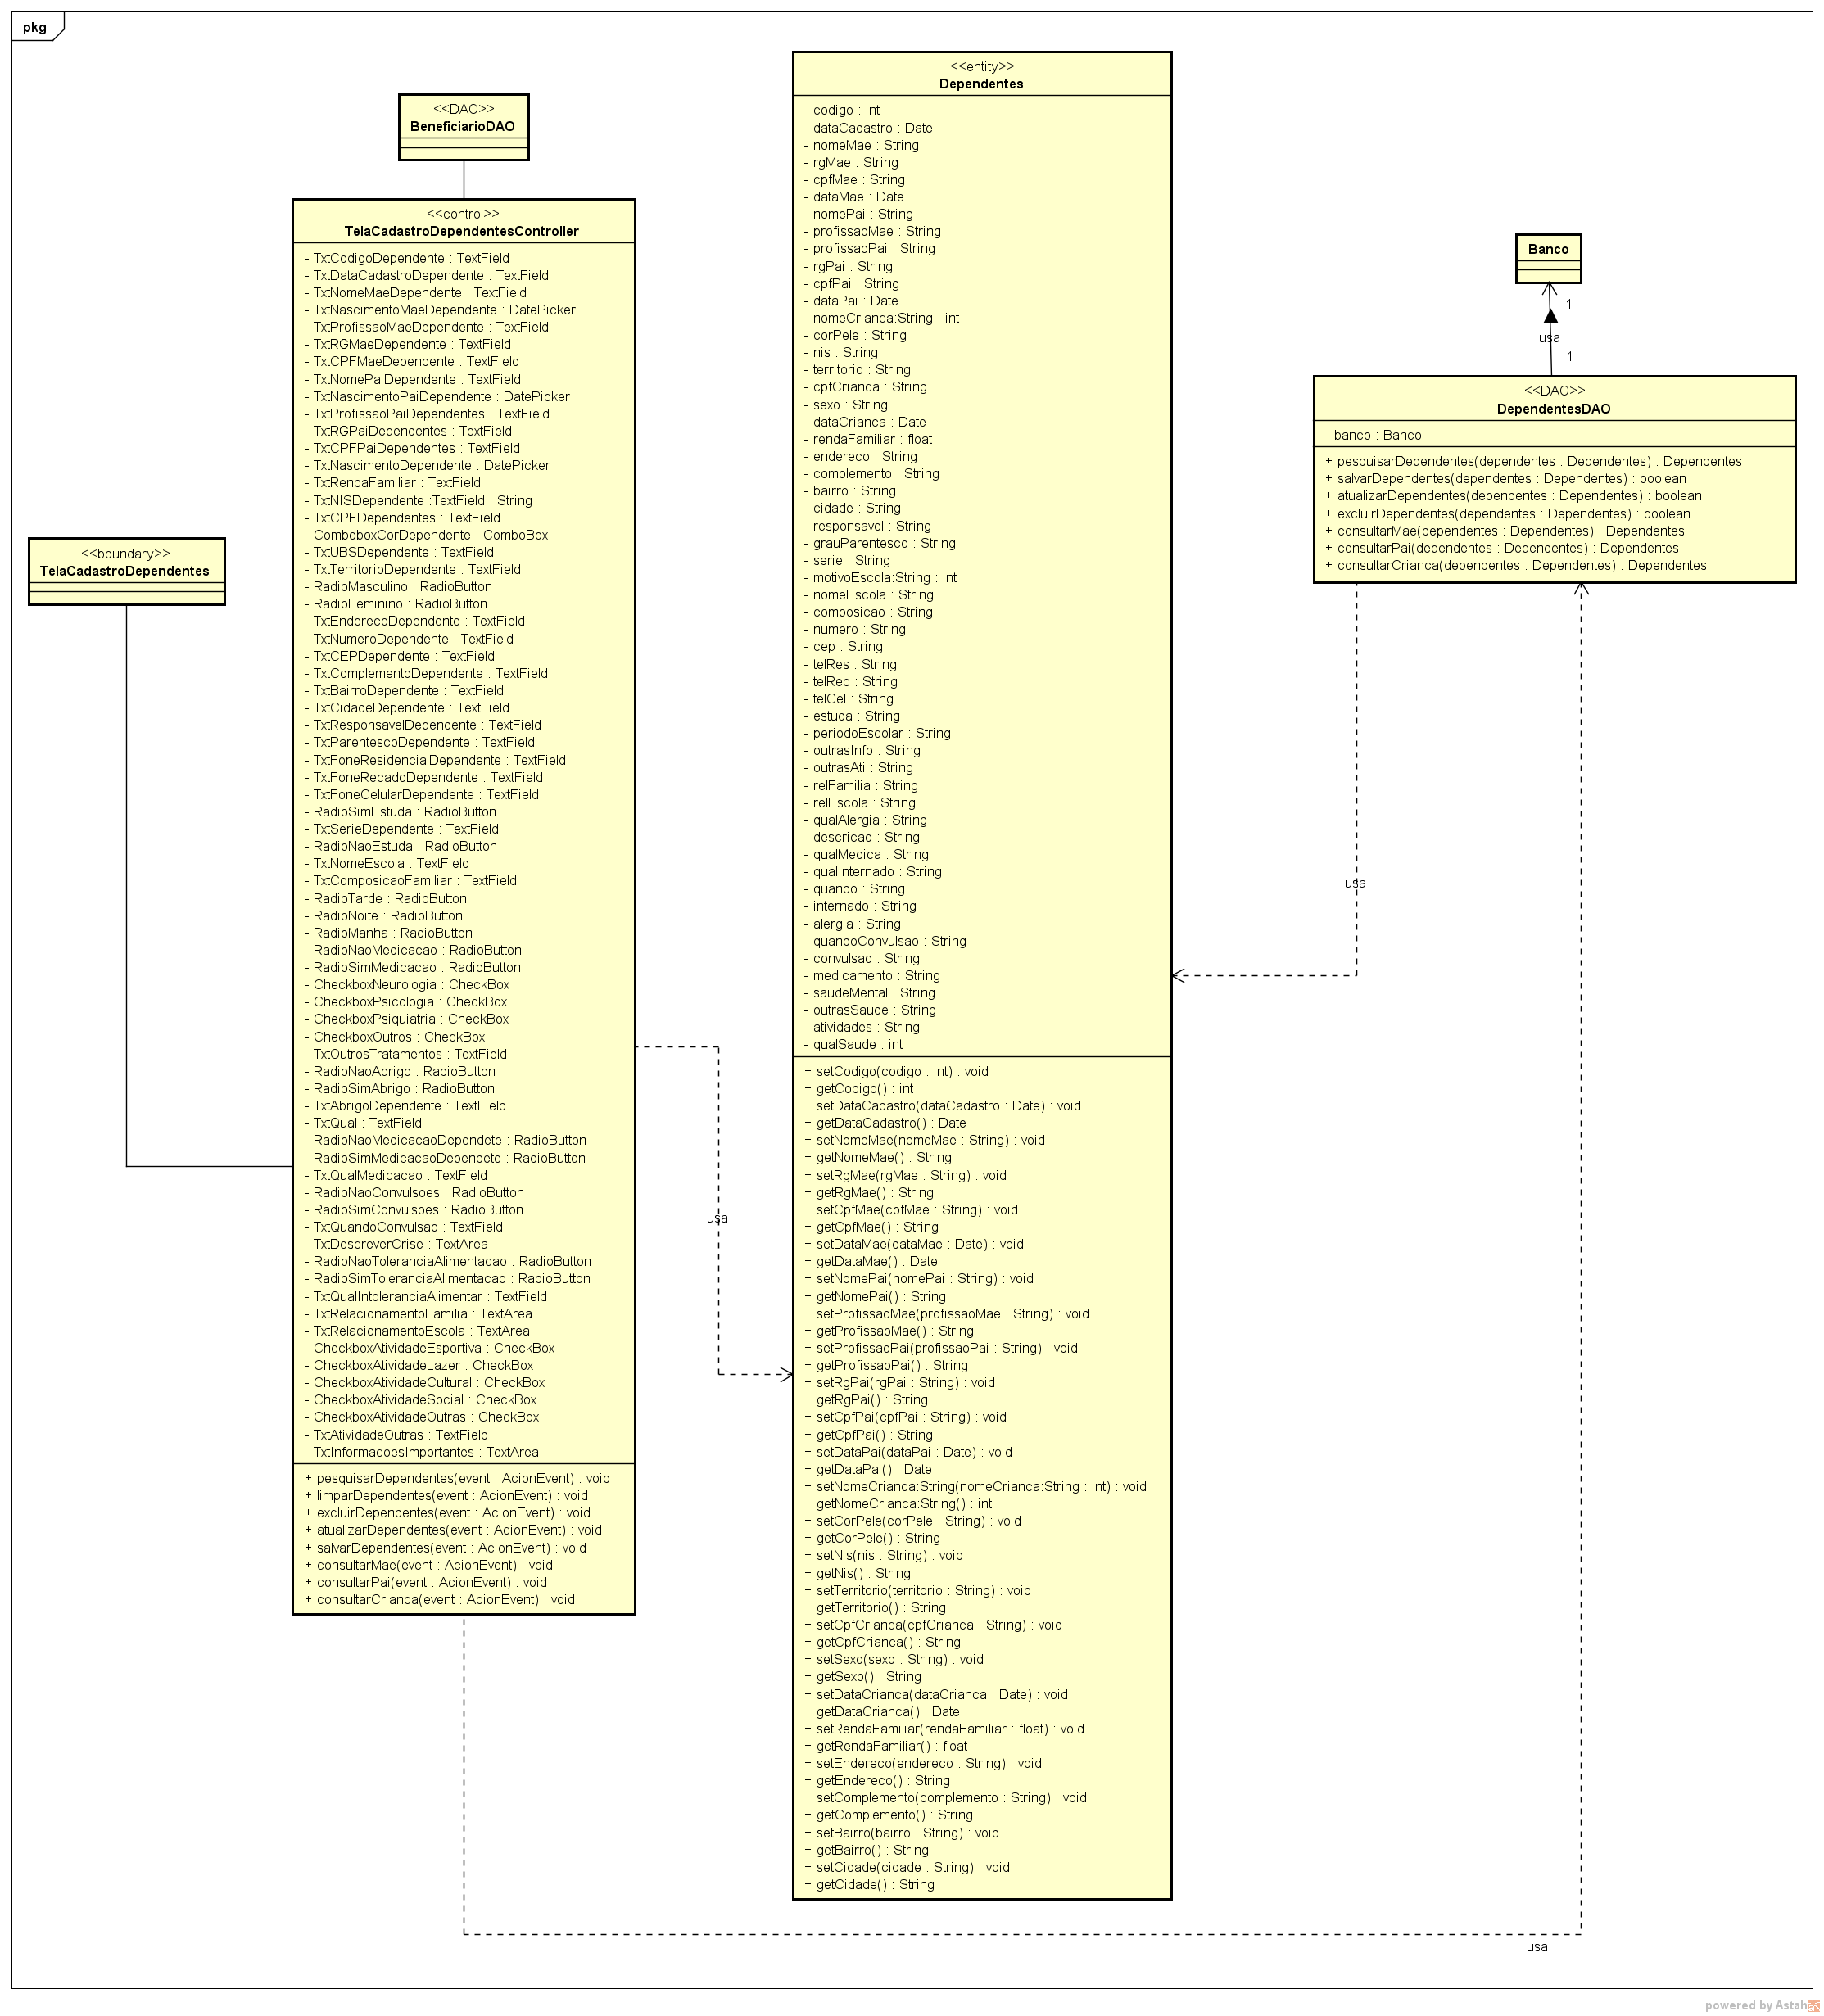 pkg
<<DAO>>
BeneficiarioDAO
<<control>>
TelaCadastroDependentesController
- TxtCodigoDependente : TextField
- TxtDataCadastroDependente : TextField
- TxtNomeMaeDependente : TextField
- TxtNascimentoMaeDependente : DatePicker
- TxtProfissaoMaeDependente : TextField
- TxtRGMaeDependente : TextField
- TxtCPFMaeDependente : TextField
- TxtNomePaiDependente : TextField
- TxtNascimentoPaiDependente : DatePicker
- TxtProfissaoPaiDependentes : TextField
- TxtRGPaiDependentes : TextField
- TxtCPFPaiDependentes : TextField
- TxtNascimentoDependente : DatePicker
- TxtRendaFamiliar : TextField
- TxtNISDependente :TextField : String
- TxtCPFDependentes : TextField
- ComboboxCorDependente : ComboBox
- TxtUBSDependente : TextField
- TxtTerritorioDependente : TextField
- RadioMasculino : RadioButton
- RadioFeminino : RadioButton
- TxtEnderecoDependente : TextField
- TxtNumeroDependente : TextField
- TxtCEPDependente : TextField
- TxtComplementoDependente : TextField
- TxtBairroDependente : TextField
- TxtCidadeDependente : TextField
- TxtResponsavelDependente : TextField
- TxtParentescoDependente : TextField
- TxtFoneResidencialDependente : TextField
- TxtFoneRecadoDependente : TextField
- TxtFoneCelularDependente : TextField
- RadioSimEstuda : RadioButton
- TxtSerieDependente : TextField
- RadioNaoEstuda : RadioButton
- TxtNomeEscola : TextField
- TxtComposicaoFamiliar : TextField
- RadioTarde : RadioButton
- RadioNoite : RadioButton
- RadioManha : RadioButton
- RadioNaoMedicacao : RadioButton
- RadioSimMedicacao : RadioButton
- CheckboxNeurologia : CheckBox
- CheckboxPsicologia : CheckBox
- CheckboxPsiquiatria : CheckBox
- CheckboxOutros : CheckBox
- TxtOutrosTratamentos : TextField
- RadioNaoAbrigo : RadioButton
- RadioSimAbrigo : RadioButton
- TxtAbrigoDependente : TextField
- TxtQual : TextField
- RadioNaoMedicacaoDependete : RadioButton
- RadioSimMedicacaoDependete : RadioButton
- TxtQualMedicacao : TextField
- RadioNaoConvulsoes : RadioButton
- RadioSimConvulsoes : RadioButton
- TxtQuandoConvulsao : TextField
- TxtDescreverCrise : TextArea
- RadioNaoToleranciaAlimentacao : RadioButton
- RadioSimToleranciaAlimentacao : RadioButton
- TxtQualIntoleranciaAlimentar : TextField
- TxtRelacionamentoFamilia : TextArea
- TxtRelacionamentoEscola : TextArea
- CheckboxAtividadeEsportiva : CheckBox
- CheckboxAtividadeLazer : CheckBox
- CheckboxAtividadeCultural : CheckBox
- CheckboxAtividadeSocial : CheckBox
- CheckboxAtividadeOutras : CheckBox
- TxtAtividadeOutras : TextField
- TxtInformacoesImportantes : TextArea
+ pesquisarDependentes(event : AcionEvent) : void
+ limparDependentes(event : AcionEvent) : void
+ excluirDependentes(event : AcionEvent) : void
+ atualizarDependentes(event : AcionEvent) : void
+ salvarDependentes(event : AcionEvent) : void
+ consultarMae(event : AcionEvent) : void
+ consultarPai(event : AcionEvent) : void
+ consultarCrianca(event : AcionEvent) : void
<<boundary>>
TelaCadastroDependentes
<<entity>>
Dependentes
- codigo : int
- dataCadastro : Date
- nomeMae : String
- rgMae : String
- cpfMae : String
- dataMae : Date
- nomePai : String
- profissaoMae : String
- profissaoPai : String
- rgPai : String
- cpfPai : String
- dataPai : Date
- nomeCrianca:String : int
- corPele : String
- nis : String
- territorio : String
- cpfCrianca : String
- sexo : String
- dataCrianca : Date
- rendaFamiliar : float
- endereco : String
- complemento : String
- bairro : String
- cidade : String
- responsavel : String
- grauParentesco : String
- serie : String
- motivoEscola:String : int
- nomeEscola : String
- composicao : String
- numero : String
- cep : String
- telRes : String
- telRec : String
- telCel : String
- estuda : String
- periodoEscolar : String
- outrasInfo : String
- outrasAti : String
- relFamilia : String
- relEscola : String
- qualAlergia : String
- descricao : String
- qualMedica : String
- qualInternado : String
- quando : String
- internado : String
- alergia : String
- quandoConvulsao : String
- convulsao : String
- medicamento : String
- saudeMental : String
- outrasSaude : String
- atividades : String
- qualSaude : int
+ setCodigo(codigo : int) : void
+ getCodigo() : int
+ setDataCadastro(dataCadastro : Date) : void
+ getDataCadastro() : Date
+ setNomeMae(nomeMae : String) : void
+ getNomeMae() : String
+ setRgMae(rgMae : String) : void
+ getRgMae() : String
+ setCpfMae(cpfMae : String) : void
+ getCpfMae() : String
+ setDataMae(dataMae : Date) : void
+ getDataMae() : Date
+ setNomePai(nomePai : String) : void
+ getNomePai() : String
+ setProfissaoMae(profissaoMae : String) : void
+ getProfissaoMae() : String
+ setProfissaoPai(profissaoPai : String) : void
+ getProfissaoPai() : String
+ setRgPai(rgPai : String) : void
+ getRgPai() : String
+ setCpfPai(cpfPai : String) : void
+ getCpfPai() : String
+ setDataPai(dataPai : Date) : void
+ getDataPai() : Date
+ setNomeCrianca:String(nomeCrianca:String : int) : void
+ getNomeCrianca:String() : int
+ setCorPele(corPele : String) : void
+ getCorPele() : String
+ setNis(nis : String) : void
+ getNis() : String
+ setTerritorio(territorio : String) : void
+ getTerritorio() : String
+ setCpfCrianca(cpfCrianca : String) : void
+ getCpfCrianca() : String
+ setSexo(sexo : String) : void
+ getSexo() : String
+ setDataCrianca(dataCrianca : Date) : void
+ getDataCrianca() : Date
+ setRendaFamiliar(rendaFamiliar : float) : void
+ getRendaFamiliar() : float
+ setEndereco(endereco : String) : void
+ getEndereco() : String
+ setComplemento(complemento : String) : void
+ getComplemento() : String
+ setBairro(bairro : String) : void
+ getBairro() : String
+ setCidade(cidade : String) : void
+ getCidade() : String
Banco
1
usa
1
<<DAO>>
DependentesDAO
- banco : Banco
+ pesquisarDependentes(dependentes : Dependentes) : Dependentes
+ salvarDependentes(dependentes : Dependentes) : boolean
+ atualizarDependentes(dependentes : Dependentes) : boolean
+ excluirDependentes(dependentes : Dependentes) : boolean
+ consultarMae(dependentes : Dependentes) : Dependentes
+ consultarPai(dependentes : Dependentes) : Dependentes
+ consultarCrianca(dependentes : Dependentes) : Dependentes
usa
usa
usa
powered by Astah